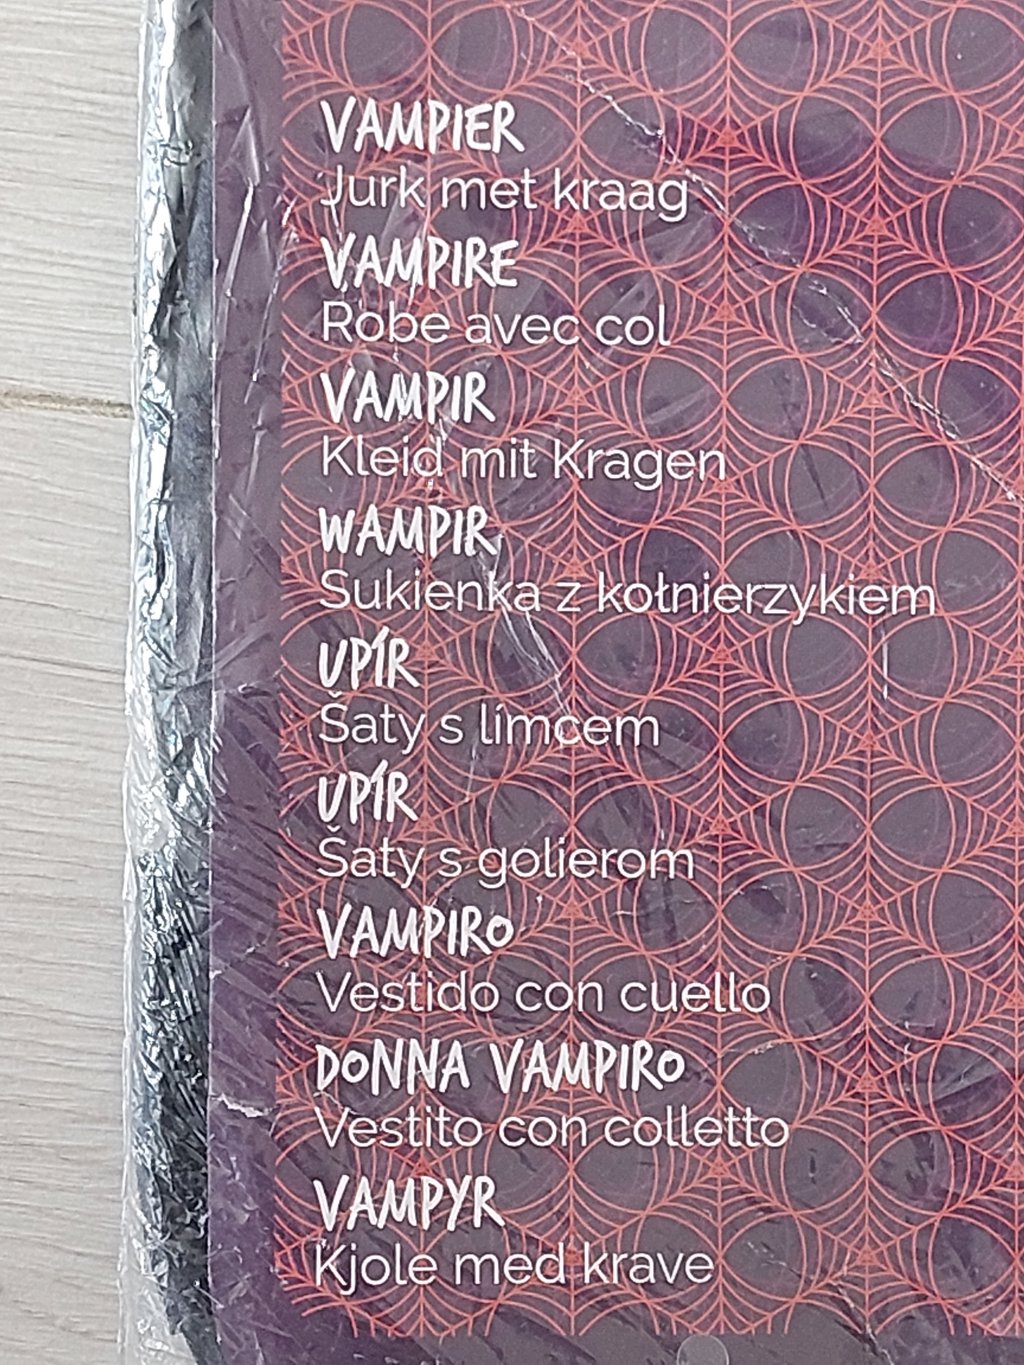 VAMPIER
Jurk met kraag
VAMPIRE
Robe avec col
VAMPIR
Kleid mit Kragen
WAMPIR
Sukienka z kołnierzykiem
UPÍR
Šaty s límcem
UPÍR
Šaty s golierom
VAMPIRO
Vestido con cuello
DONNA VAMPIRO
Vestito con colletto
VAMPYR
Kjole med krave